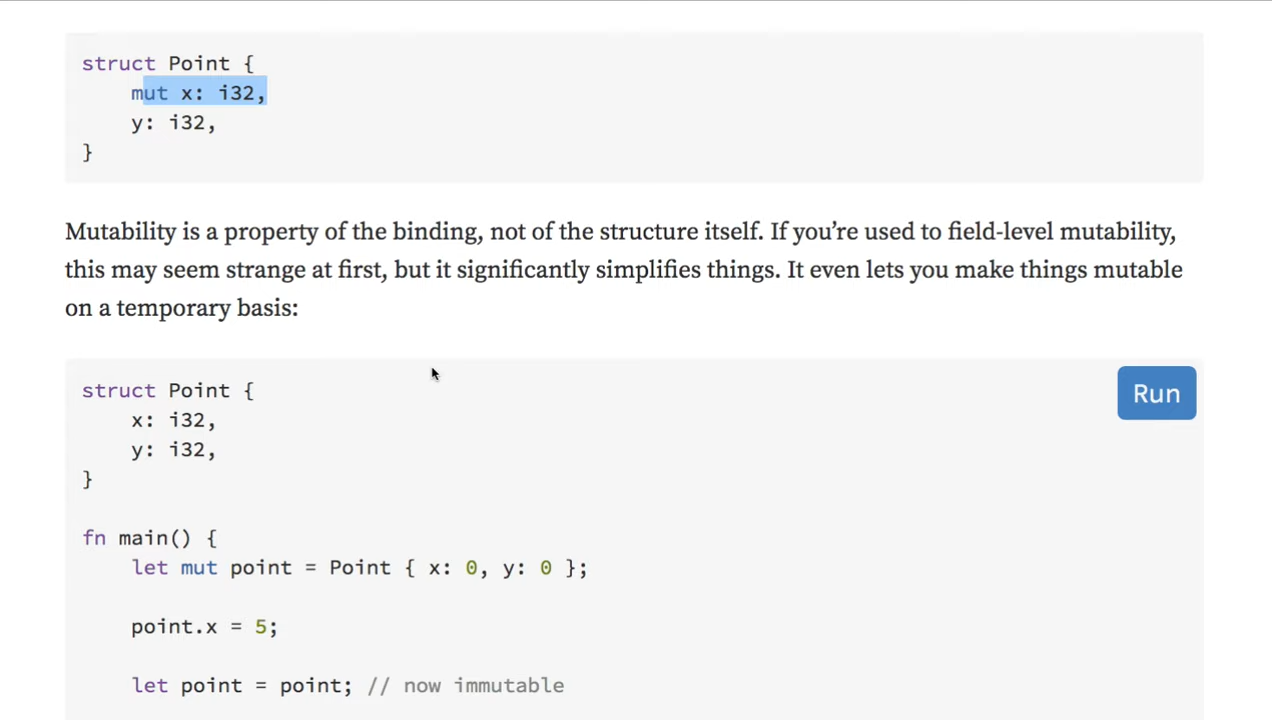 struct Point {
    mut x: i32,
    y: i32,
}
Mutability is a property of the binding, not of the structure itself. If you’re used to field-level mutability,
this may seem strange at first, but it significantly simplifies things. It even lets you make things mutable
on a temporary basis:
Run
struct Point {
    x: i32,
    y: i32,
}
fn main() {
    let mut point = Point { x: 0, y: 0 };
    point.x = 5;
    let point = point; // now immutable